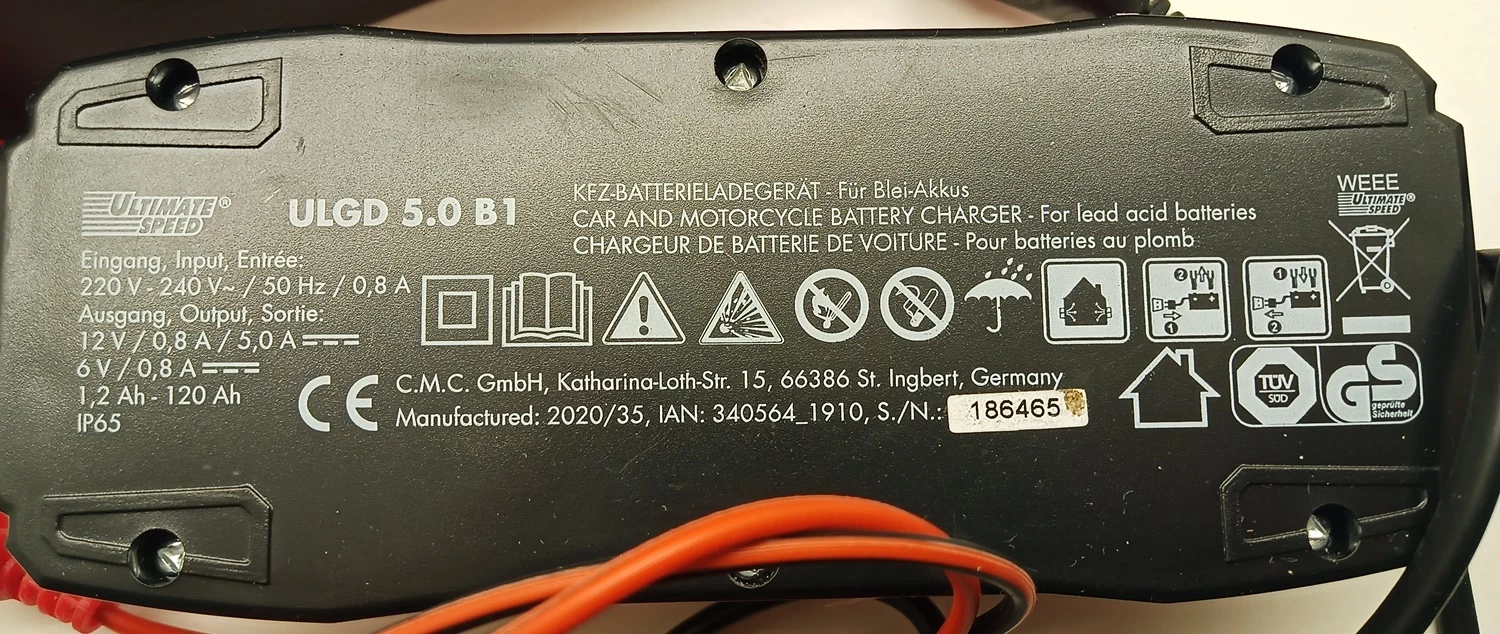 ULTIMATE SPEED®
ULGD 5.0 B1
KFZ-BATTERIELADEGERÄT - Für Blei-Akkus
CAR AND MOTORCYCLE BATTERY CHARGER - For lead acid batteries
CHARGEUR DE BATTERIE DE VOITURE - Pour batteries au plomb
WEEE
ULTIMATE SPEED®
Eingang, Input, Entrée:
220 V - 240 V~ / 50 Hz / 0,8 A
Ausgang, Output, Sortie:
12 V / 0,8 A / 5,0 A
6 V / 0,8 A
1,2 Ah - 120 Ah
IP65
2
1
1
2
CE
C.M.C. GmbH, Katharina-Loth-Str. 15, 66386 St. Ingbert, Germany
Manufactured: 2020/35, IAN: 340564_1910, S./N.: 186465
TÜV
SÜD
GS
geprüfte
Sicherheit